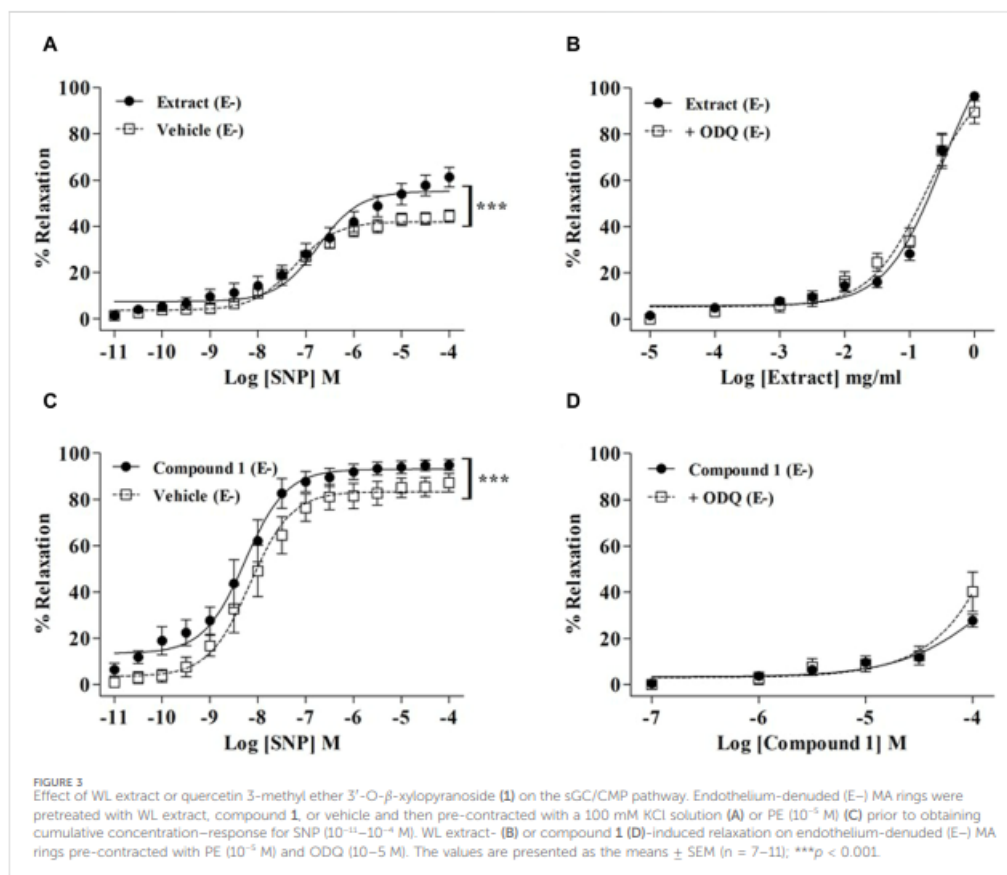 A
100
80
60
40
20
0
% Relaxation
Extract (E-)
Vehicle (E-)
***
-11 -10 -9 -8 -7 -6 -5 -4
Log [SNP] M
B
100
80
60
40
20
0
% Relaxation
Extract (E-)
+ ODQ (E-)
-5 -4 -3 -2 -1 0
Log [Extract] mg/ml
C
100
80
60
40
20
0
% Relaxation
Compound 1 (E-)
Vehicle (E-)
***
-11 -10 -9 -8 -7 -6 -5 -4
Log [SNP] M
D
100
80
60
40
20
0
% Relaxation
Compound 1 (E-)
+ ODQ (E-)
-7 -6 -5 -4
Log [Compound 1] M
FIGURE 3
Effect of WL extract or quercetin 3-methyl ether 3′-O-β-xylopyranoside (1) on the sGC/CMP pathway. Endothelium-denuded (E−) MA rings were
pretreated with WL extract, compound 1, or vehicle and then pre-contracted with a 100 mM KCl solution (A) or PE (10⁻⁵ M) (C) prior to obtaining
cumulative concentration–response for SNP (10⁻¹¹–10⁻⁴ M). WL extract- (B) or compound 1 (D)-induced relaxation on endothelium-denuded (E−) MA
rings pre-contracted with PE (10⁻⁵ M) and ODQ (10−5 M). The values are presented as the means ± SEM (n = 7–11); ***p < 0.001.